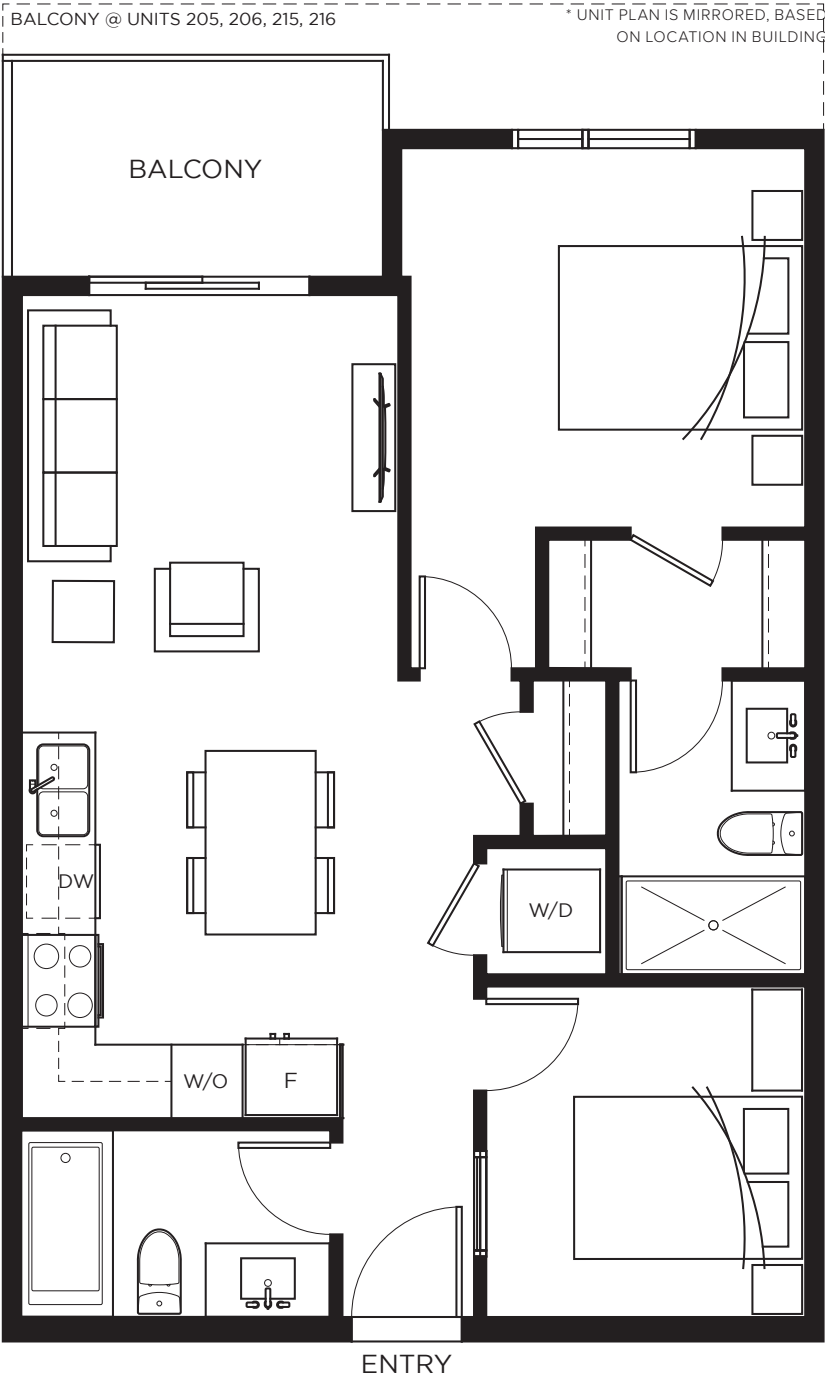 BALCONY @ UNITS 205, 206, 215, 216
* UNIT PLAN IS MIRRORED, BASED
ON LOCATION IN BUILDING
BALCONY
DW
W/D
W/O
F
ENTRY